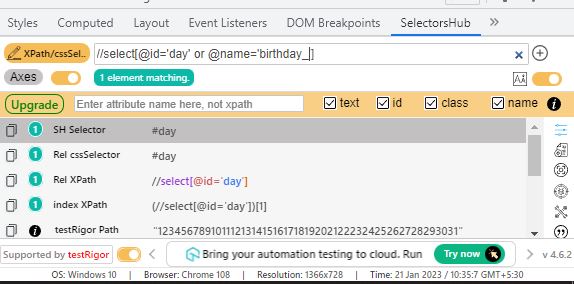 Styles Computed Layout Event Listeners DOM Breakpoints SelectorsHub
XPath/cssSel.. //select[@id='day' or @name='birthday_] × +
Axes 1 element matching. AA
Upgrade Enter attribute name here, not xpath text id class name i
1 SH Selector #day
1 Rel cssSelector #day
1 Rel XPath //select[@id='day']
1 index XPath (//select[@id='day'])[1]
i testRigor Path "12345678910111213141516171819202122232425262728293031"
Supported by testRigor Bring your automation testing to cloud. Run Try now v 4.6.2
OS: Windows 10 | Browser: Chrome 108 | Resolution: 1366x728 | Time: 21 Jan 2023 / 10:35:7 GMT+5:30